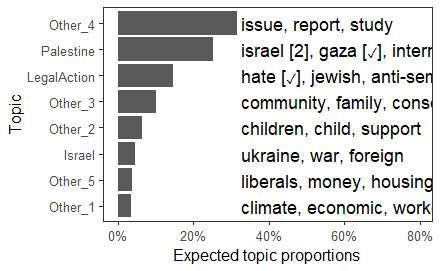 Other_4 issue, report, study
Palestine israel [2], gaza [✓], intern
LegalAction hate [✓], jewish, anti-sem
Other_3 community, family, cons
Other_2 children, child, support
Israel ukraine, war, foreign
Other_5 liberals, money, housing
Other_1 climate, economic, work
Topic
0% 20% 40% 60% 80%
Expected topic proportions